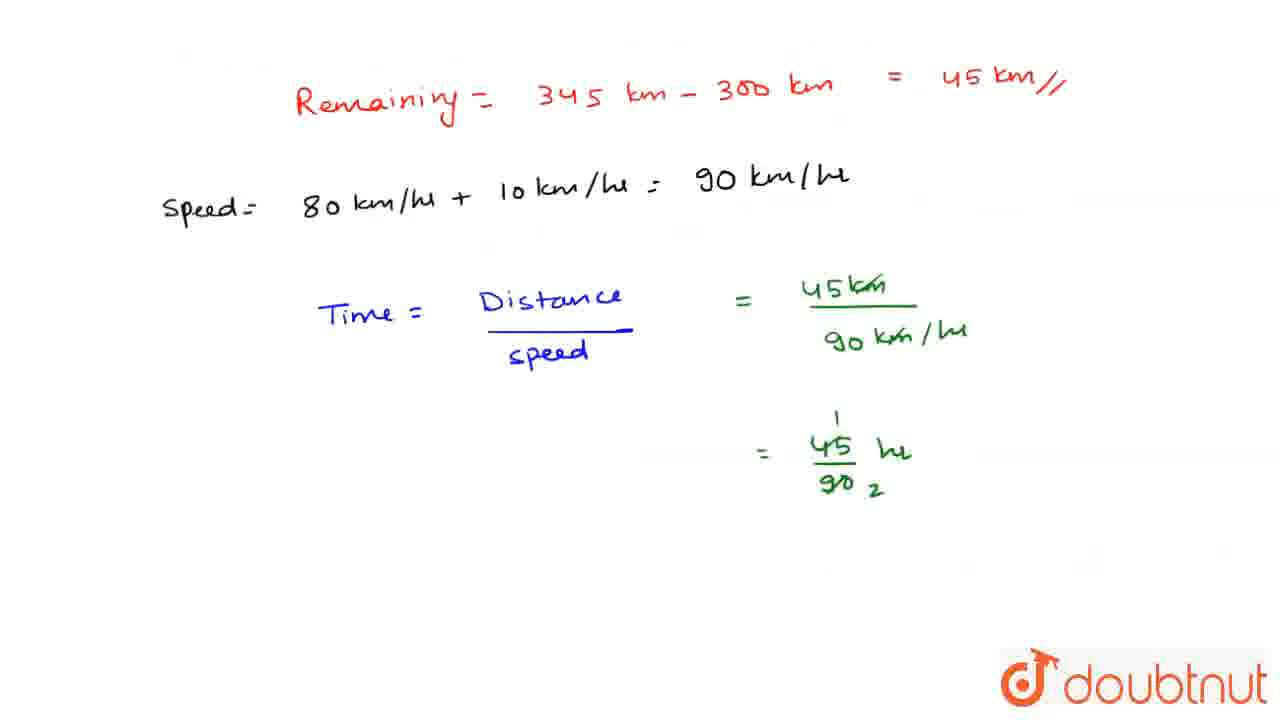 Remaining = 345 km - 300 km = 45 km//
Speed = 80 km/hr + 10 km/hr = 90 km/hr
Time = Distance / speed = 45 km / 90 km/hr
1
= 45 / 90 hr
2
doubtnut